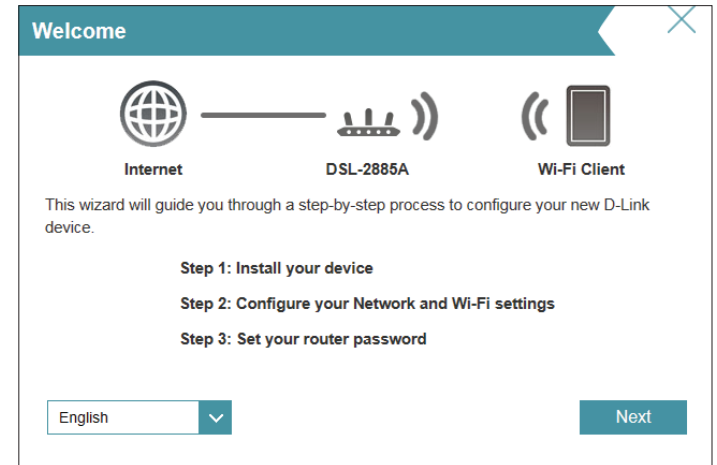 Welcome
Internet
DSL-2885A
Wi-Fi Client
This wizard will guide you through a step-by-step process to configure your new D-Link
device.
Step 1: Install your device
Step 2: Configure your Network and Wi-Fi settings
Step 3: Set your router password
English
Next